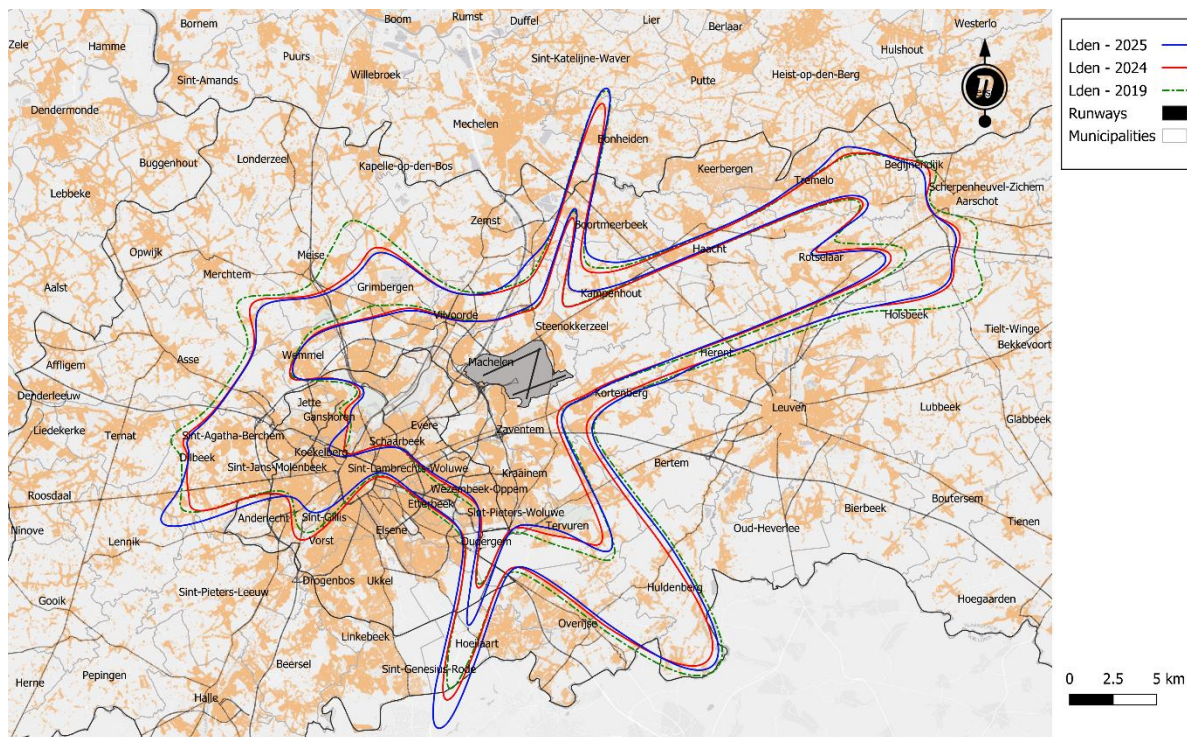 Bornem
Boom
Rumst
Duffel
Lier
Berlaar
Westerlo
Zele
Hamme
Puurs
Sint-Katelijne-Waver
Hulshout
Sint-Amands
Willebroek
Putte
Heist-op-den-Berg
Dendermonde
Mechelen
Bonheiden
Buggenhout
Londerzeel
Kapelle-op-den-Bos
Keerbergen
Begijnendijk
Lebbeke
Tremelo
Scherpenheuvel-Zichem
Aarschot
Zemst
Boortmeerbeek
Opwijk
Meise
Haacht
Rotselaar
Merchtem
Aalst
Grimbergen
Kampenhout
Vilvoorde
Holsbeek
Steenokkerzeel
Tielt-Winge
Bekkevoort
Asse
Wemmel
Machelen
Herent
Affligem
Denderleeuw
Jette
Kortenberg
Leuven
Lubbeek
Ganshoren
Glabbeek
Liedekerke
Ternat
Sint-Agatha-Berchem
Evere
Zaventem
Schaarbeek
Koekelberg
Dilbeek
Sint-Jans-Molenbeek
Sint-Lambrechts-Woluwe
Kraainem
Bertem
Roosdaal
Wezembeek-Oppem
Boutersem
Etterbeek
Sint-Pieters-Woluwe
Bierbeek
Anderlecht
Sint-Gillis
Tervuren
Oud-Heverlee
Tienen
Ninove
Lennik
Vorst
Elsene
Oudergem
Drogenbos
Ukkel
Huldenberg
Sint-Pieters-Leeuw
Gooik
Hoegaarden
Linkebeek
Overijse
Hoeilaart
Beersel
Sint-Genesius-Rode
Herne
Pepingen
Halle
Lden - 2025
Lden - 2024
Lden - 2019
Runways
Municipalities
0 2.5 5 km